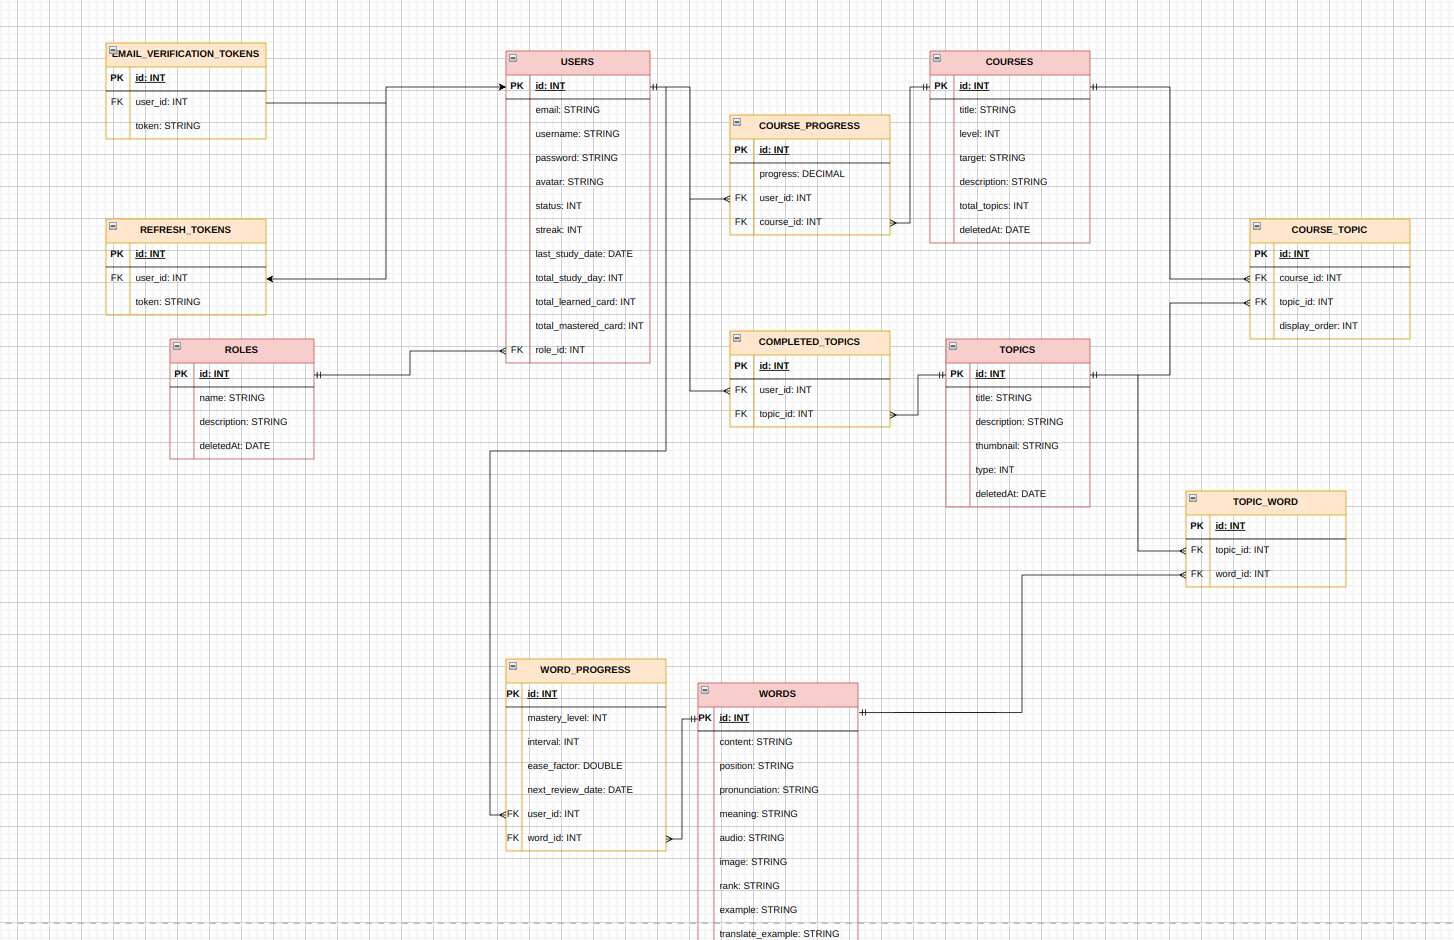 EMAIL_VERIFICATION_TOKENS
PK id: INT
FK user_id: INT
token: STRING
REFRESH_TOKENS
PK id: INT
FK user_id: INT
token: STRING
ROLES
PK id: INT
name: STRING
description: STRING
deletedAt: DATE
USERS
PK id: INT
email: STRING
username: STRING
password: STRING
avatar: STRING
status: INT
streak: INT
last_study_date: DATE
total_study_day: INT
total_learned_card: INT
total_mastered_card: INT
FK role_id: INT
COURSE_PROGRESS
PK id: INT
progress: DECIMAL
FK user_id: INT
FK course_id: INT
COURSES
PK id: INT
title: STRING
level: INT
target: STRING
description: STRING
total_topics: INT
deletedAt: DATE
COURSE_TOPIC
PK id: INT
FK course_id: INT
FK topic_id: INT
display_order: INT
COMPLETED_TOPICS
PK id: INT
FK user_id: INT
FK topic_id: INT
TOPICS
PK id: INT
title: STRING
description: STRING
thumbnail: STRING
type: INT
deletedAt: DATE
TOPIC_WORD
PK id: INT
FK topic_id: INT
FK word_id: INT
WORD_PROGRESS
PK id: INT
mastery_level: INT
interval: INT
ease_factor: DOUBLE
next_review_date: DATE
FK user_id: INT
FK word_id: INT
WORDS
PK id: INT
content: STRING
position: STRING
pronunciation: STRING
meaning: STRING
audio: STRING
image: STRING
rank: STRING
example: STRING
translate_example: STRING